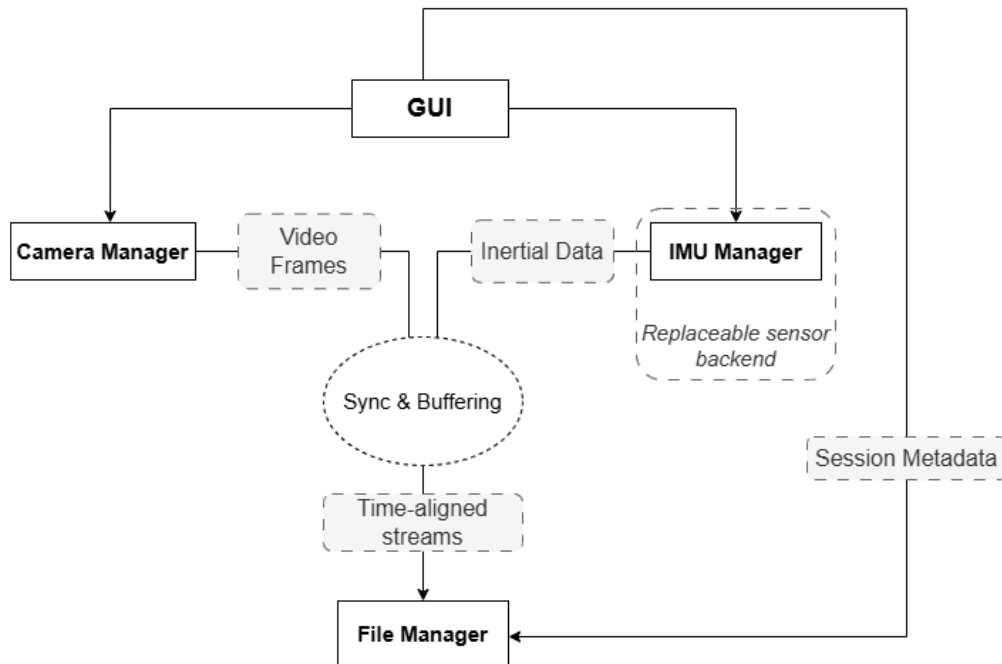 GUI
Camera Manager
Video
Frames
Inertial Data
IMU Manager
Replaceable sensor
backend
Sync & Buffering
Session Metadata
Time-aligned
streams
File Manager